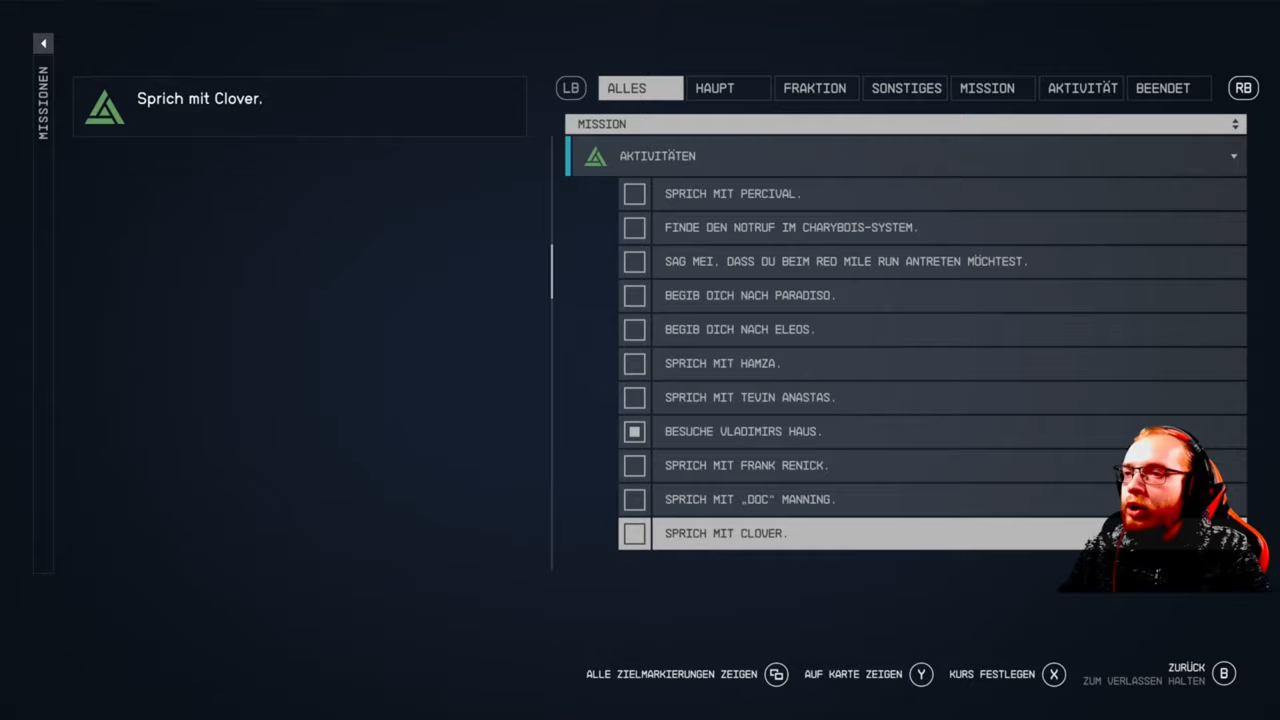 MISSIONEN
Sprich mit Clover.
LB
ALLES
HAUPT
FRAKTION
SONSTIGES
MISSION
AKTIVITÄT
BEENDET
RB
MISSION
AKTIVITÄTEN
SPRICH MIT PERCIVAL.
FINDE DEN NOTRUF IM CHARYBDIS-SYSTEM.
SAG MEI, DASS DU BEIM RED MILE RUN ANTRETEN MÖCHTEST.
BEGIB DICH NACH PARADISO.
BEGIB DICH NACH ELEOS.
SPRICH MIT HAMZA.
SPRICH MIT TEVIN ANASTAS.
BESUCHE VLADIMIRS HAUS.
SPRICH MIT FRANK RENICK.
SPRICH MIT „DOC“ MANNING.
SPRICH MIT CLOVER.
ALLE ZIELMARKIERUNGEN ZEIGEN
AUF KARTE ZEIGEN Y
KURS FESTLEGEN X
ZURÜCK B
ZUM VERLASSEN HALTEN